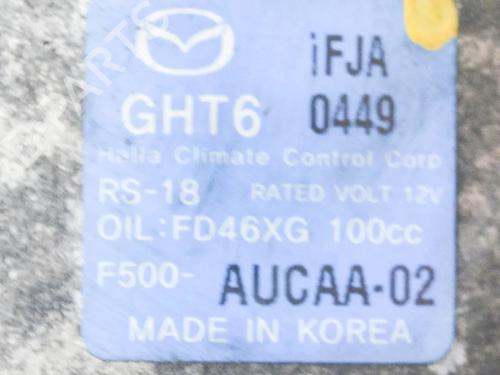 iFJA
GHT6 0449
Halla Climate Control Corp
RS-18 RATED VOLT 12V
OIL:FD46XG 100cc
F500- AUCAA-02
MADE IN KOREA